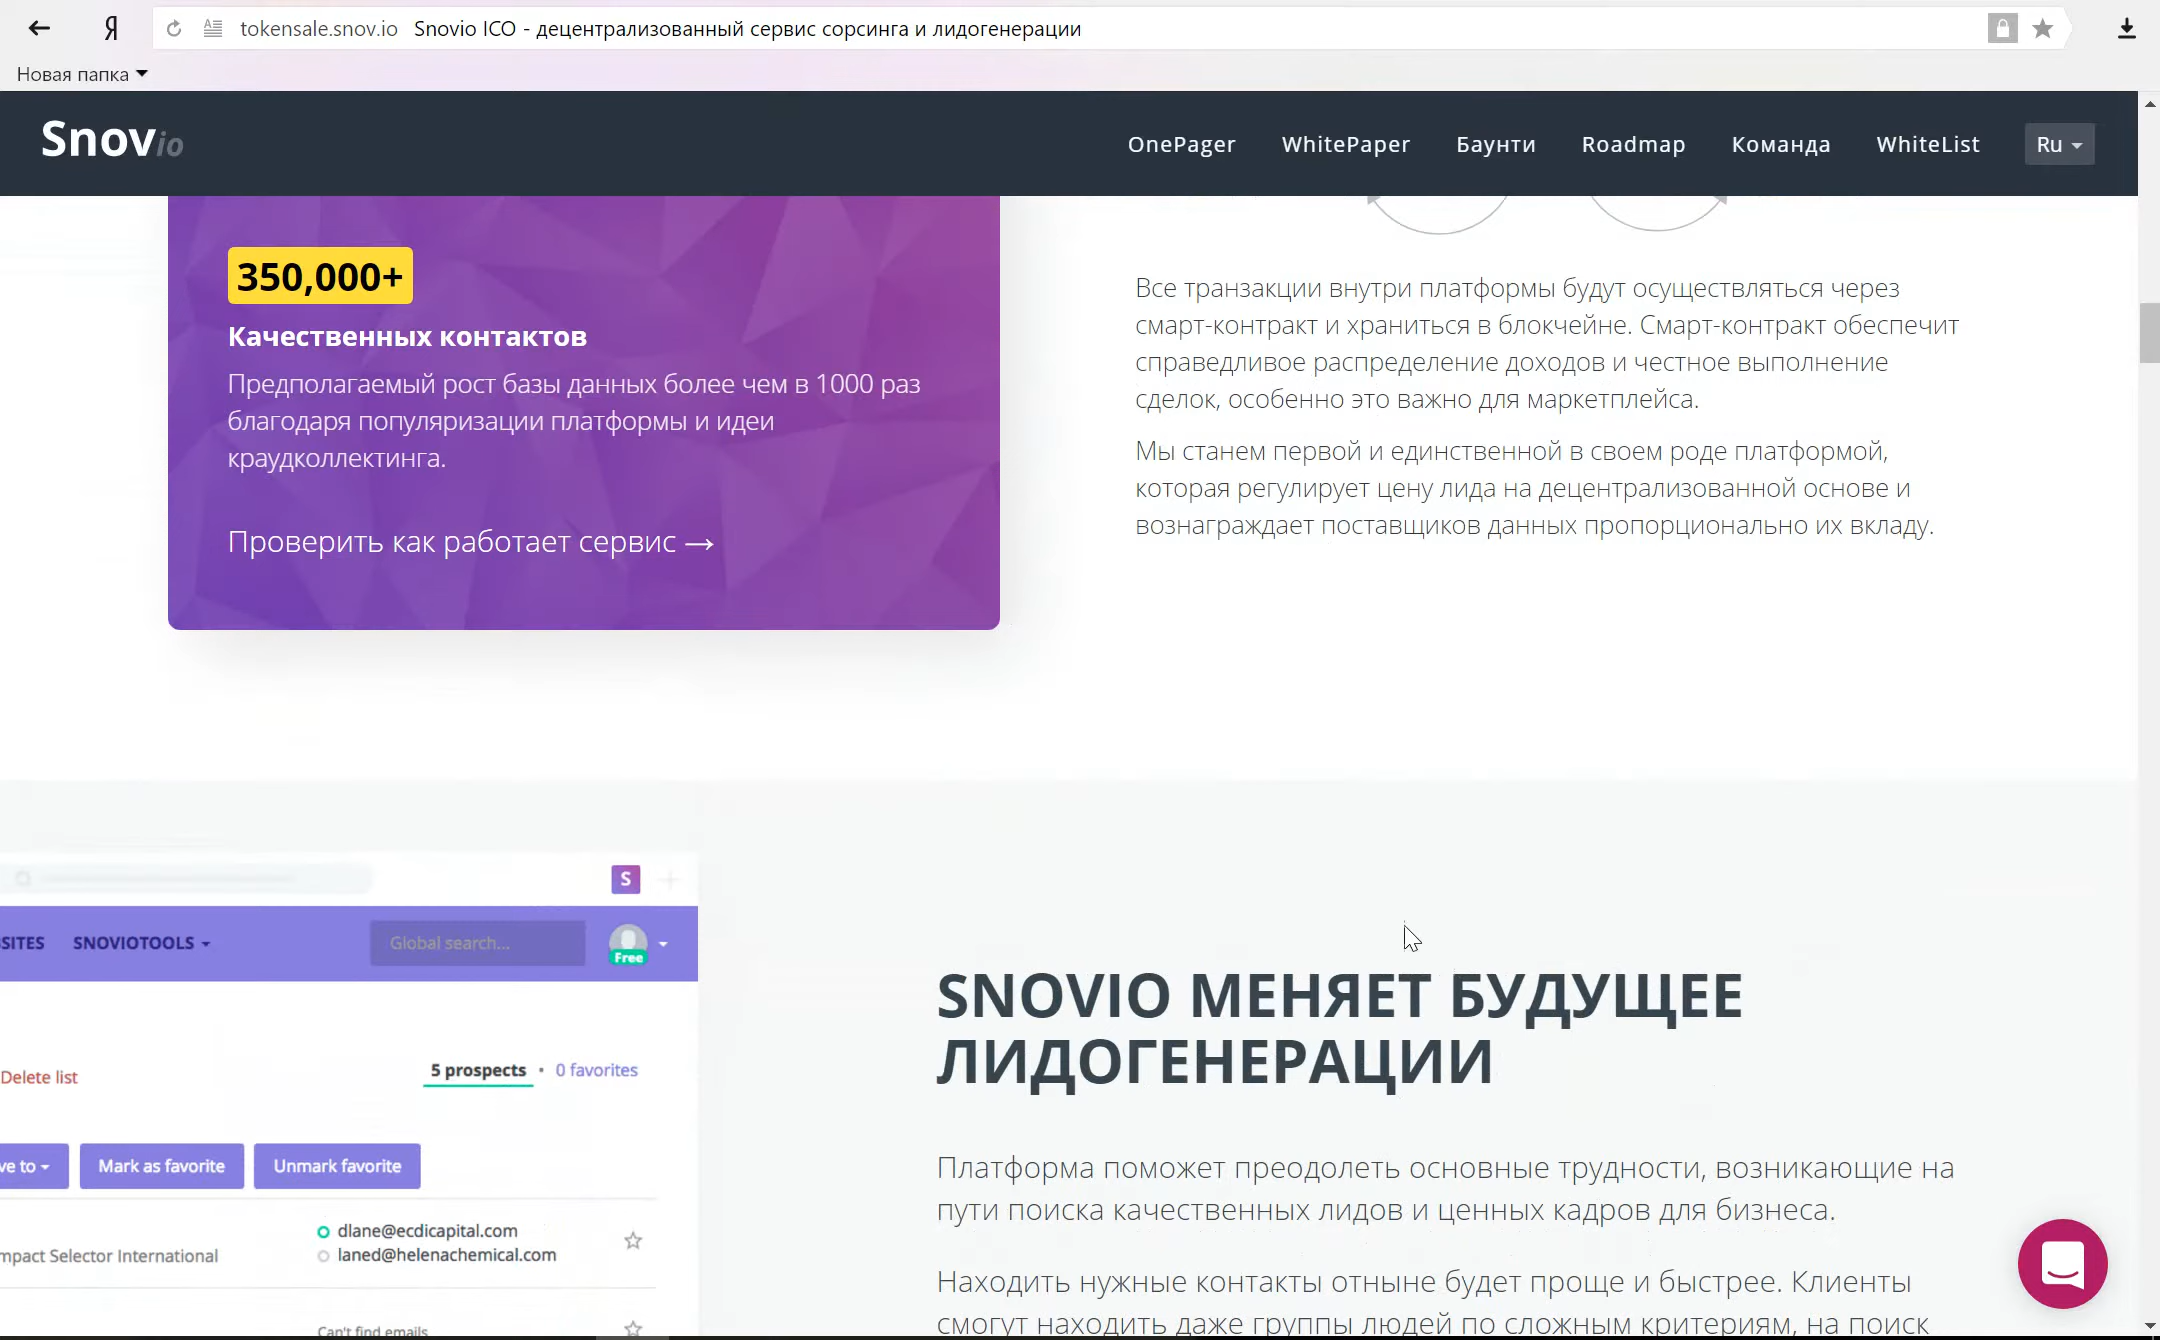 Я
tokensale.snov.io Snovio ICO - децентрализованный сервис сорсинга и лидогенерации
Новая папка
Snovio
OnePager WhitePaper Баунти Roadmap Команда WhiteList Ru
350,000+
Качественных контактов
Предполагаемый рост базы данных более чем в 1000 раз
благодаря популяризации платформы и идеи
краудколлектинга.
Проверить как работает сервис →
Все транзакции внутри платформы будут осуществляться через
смарт-контракт и храниться в блокчейне. Смарт-контракт обеспечит
справедливое распределение доходов и честное выполнение
сделок, особенно это важно для маркетплейса.
Мы станем первой и единственной в своем роде платформой,
которая регулирует цену лида на децентрализованной основе и
вознаграждает поставщиков данных пропорционально их вкладу.
S
SITES SNOVIOTOOLS Global search...
Free
Delete list 5 prospects • 0 favorites
ve to Mark as favorite Unmark favorite
dlane@ecdicapital.com
mpact Selector International laned@helenachemical.com
Can't find emails
SNOVIO МЕНЯЕТ БУДУЩЕЕ
ЛИДОГЕНЕРАЦИИ
Платформа поможет преодолеть основные трудности, возникающие на
пути поиска качественных лидов и ценных кадров для бизнеса.
Находить нужные контакты отныне будет проще и быстрее. Клиенты
смогут находить даже группы людей по сложным критериям, на поиск